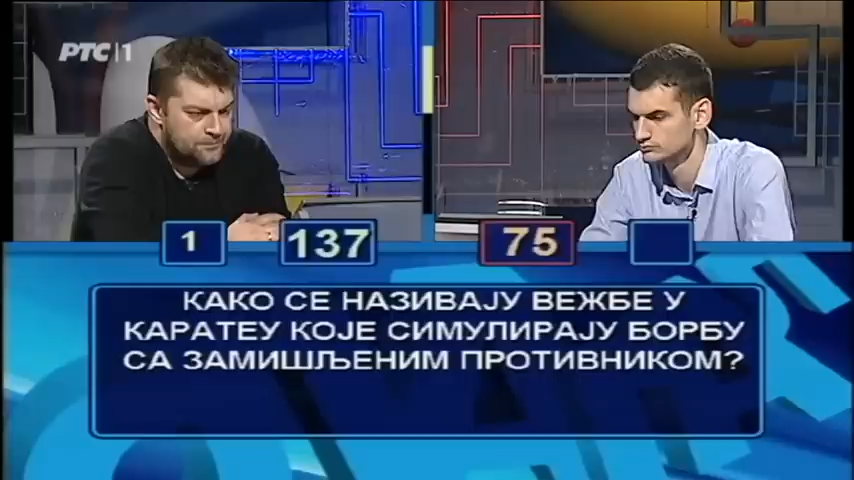 РТС|1
1
137
75
КАКО СЕ НАЗИВАЈУ ВЕЖБЕ У
КАРАТЕУ КОЈЕ СИМУЛИРАЈУ БОРБУ
СА ЗАМИШЉЕНИМ ПРОТИВНИКОМ?